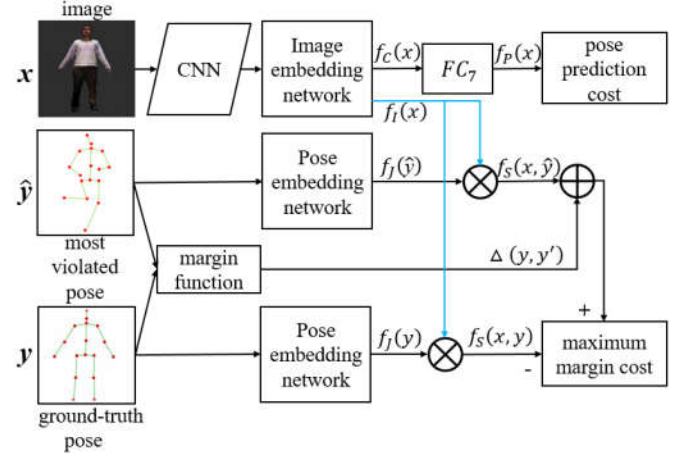 image
x
CNN
Image
embedding
network
f_C(x)
FC_7
f_P(x)
pose
prediction
cost
f_I(x)
ŷ
most
violated
pose
Pose
embedding
network
f_J(ŷ)
f_S(x, ŷ)
margin
function
Δ (y, y′)
+
y
ground-truth
pose
Pose
embedding
network
f_J(y)
f_S(x, y)
-
maximum
margin cost